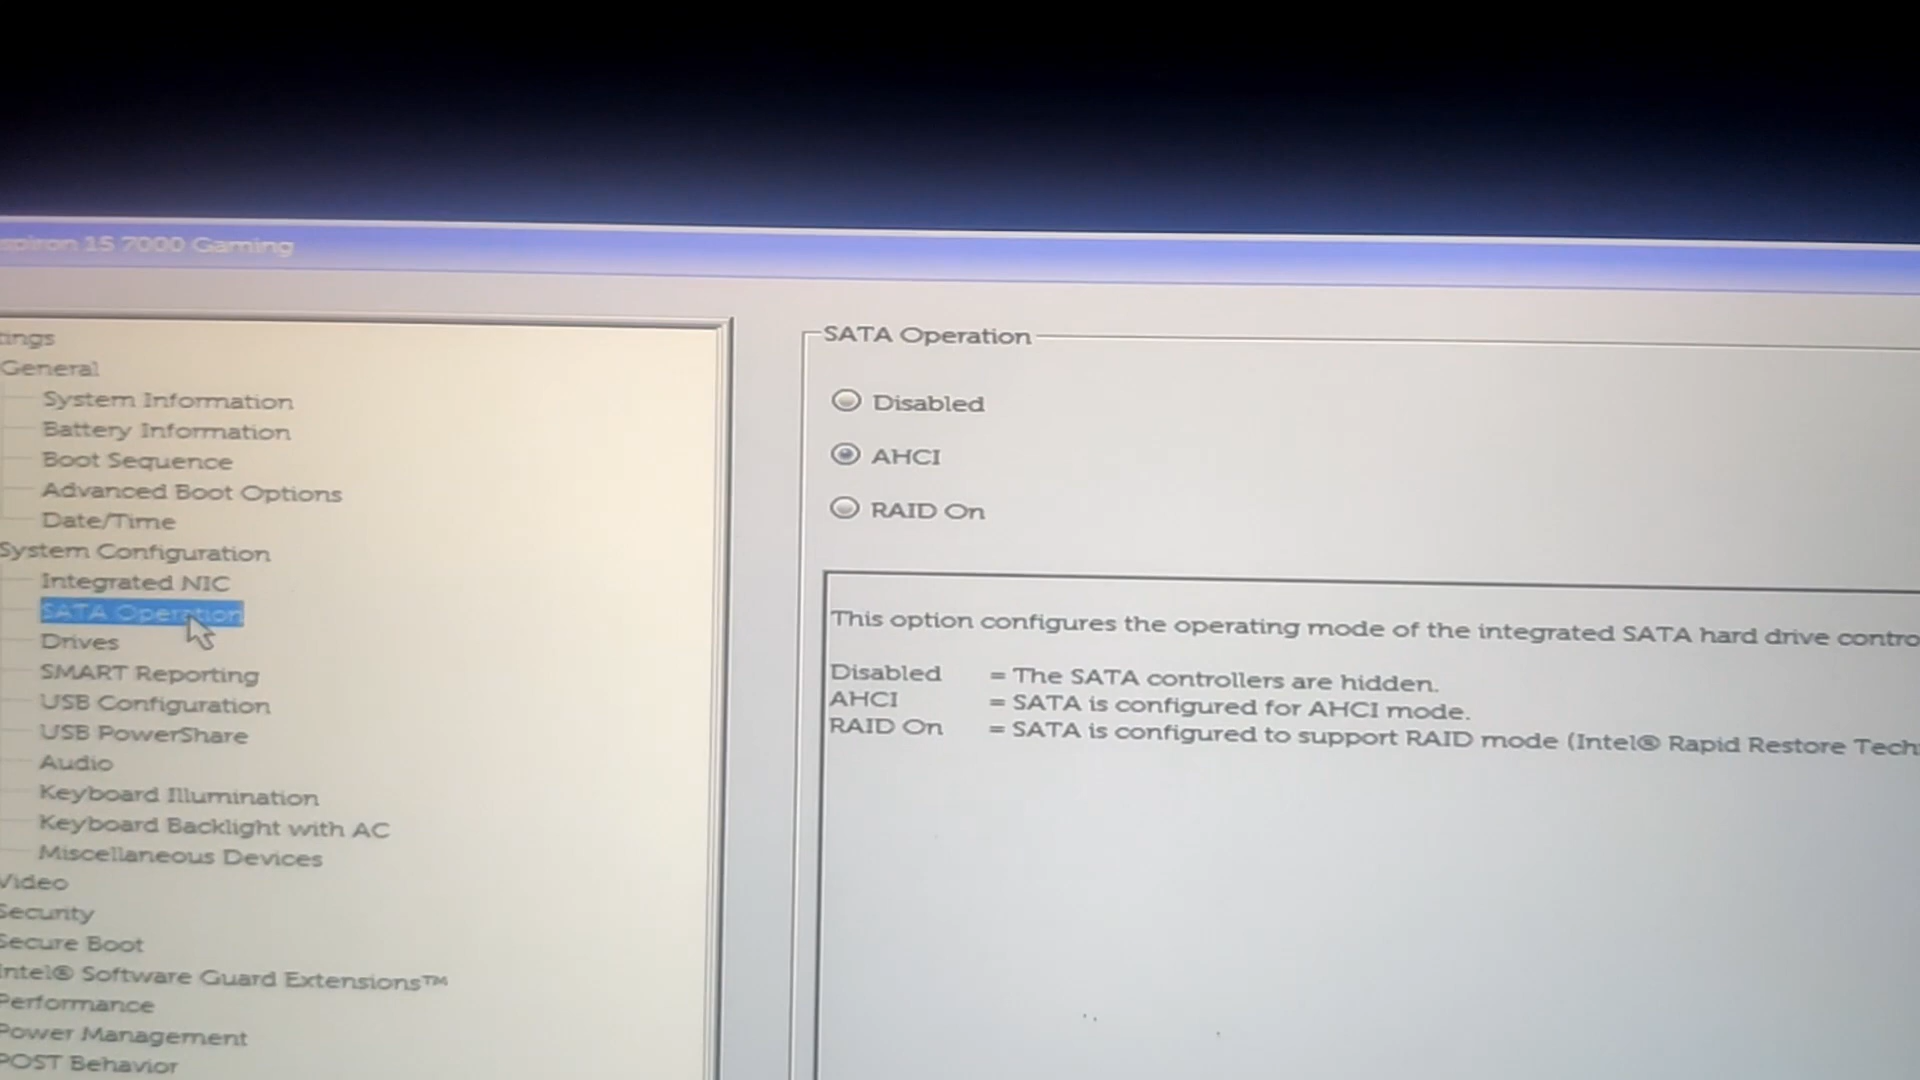 spiron 15 7000 Gaming
tings
General
System Information
Battery Information
Boot Sequence
Advanced Boot Options
Date/Time
System Configuration
Integrated NIC
SATA Operation
Drives
SMART Reporting
USB Configuration
USB PowerShare
Audio
Keyboard Illumination
Keyboard Backlight with AC
Miscellaneous Devices
Video
Security
Secure Boot
Intel® Software Guard Extensions™
Performance
Power Management
POST Behavior
SATA Operation
Disabled
AHCI
RAID On
This option configures the operating mode of the integrated SATA hard drive contro
Disabled = The SATA controllers are hidden.
AHCI = SATA is configured for AHCI mode.
RAID On = SATA is configured to support RAID mode (Intel® Rapid Restore Tech